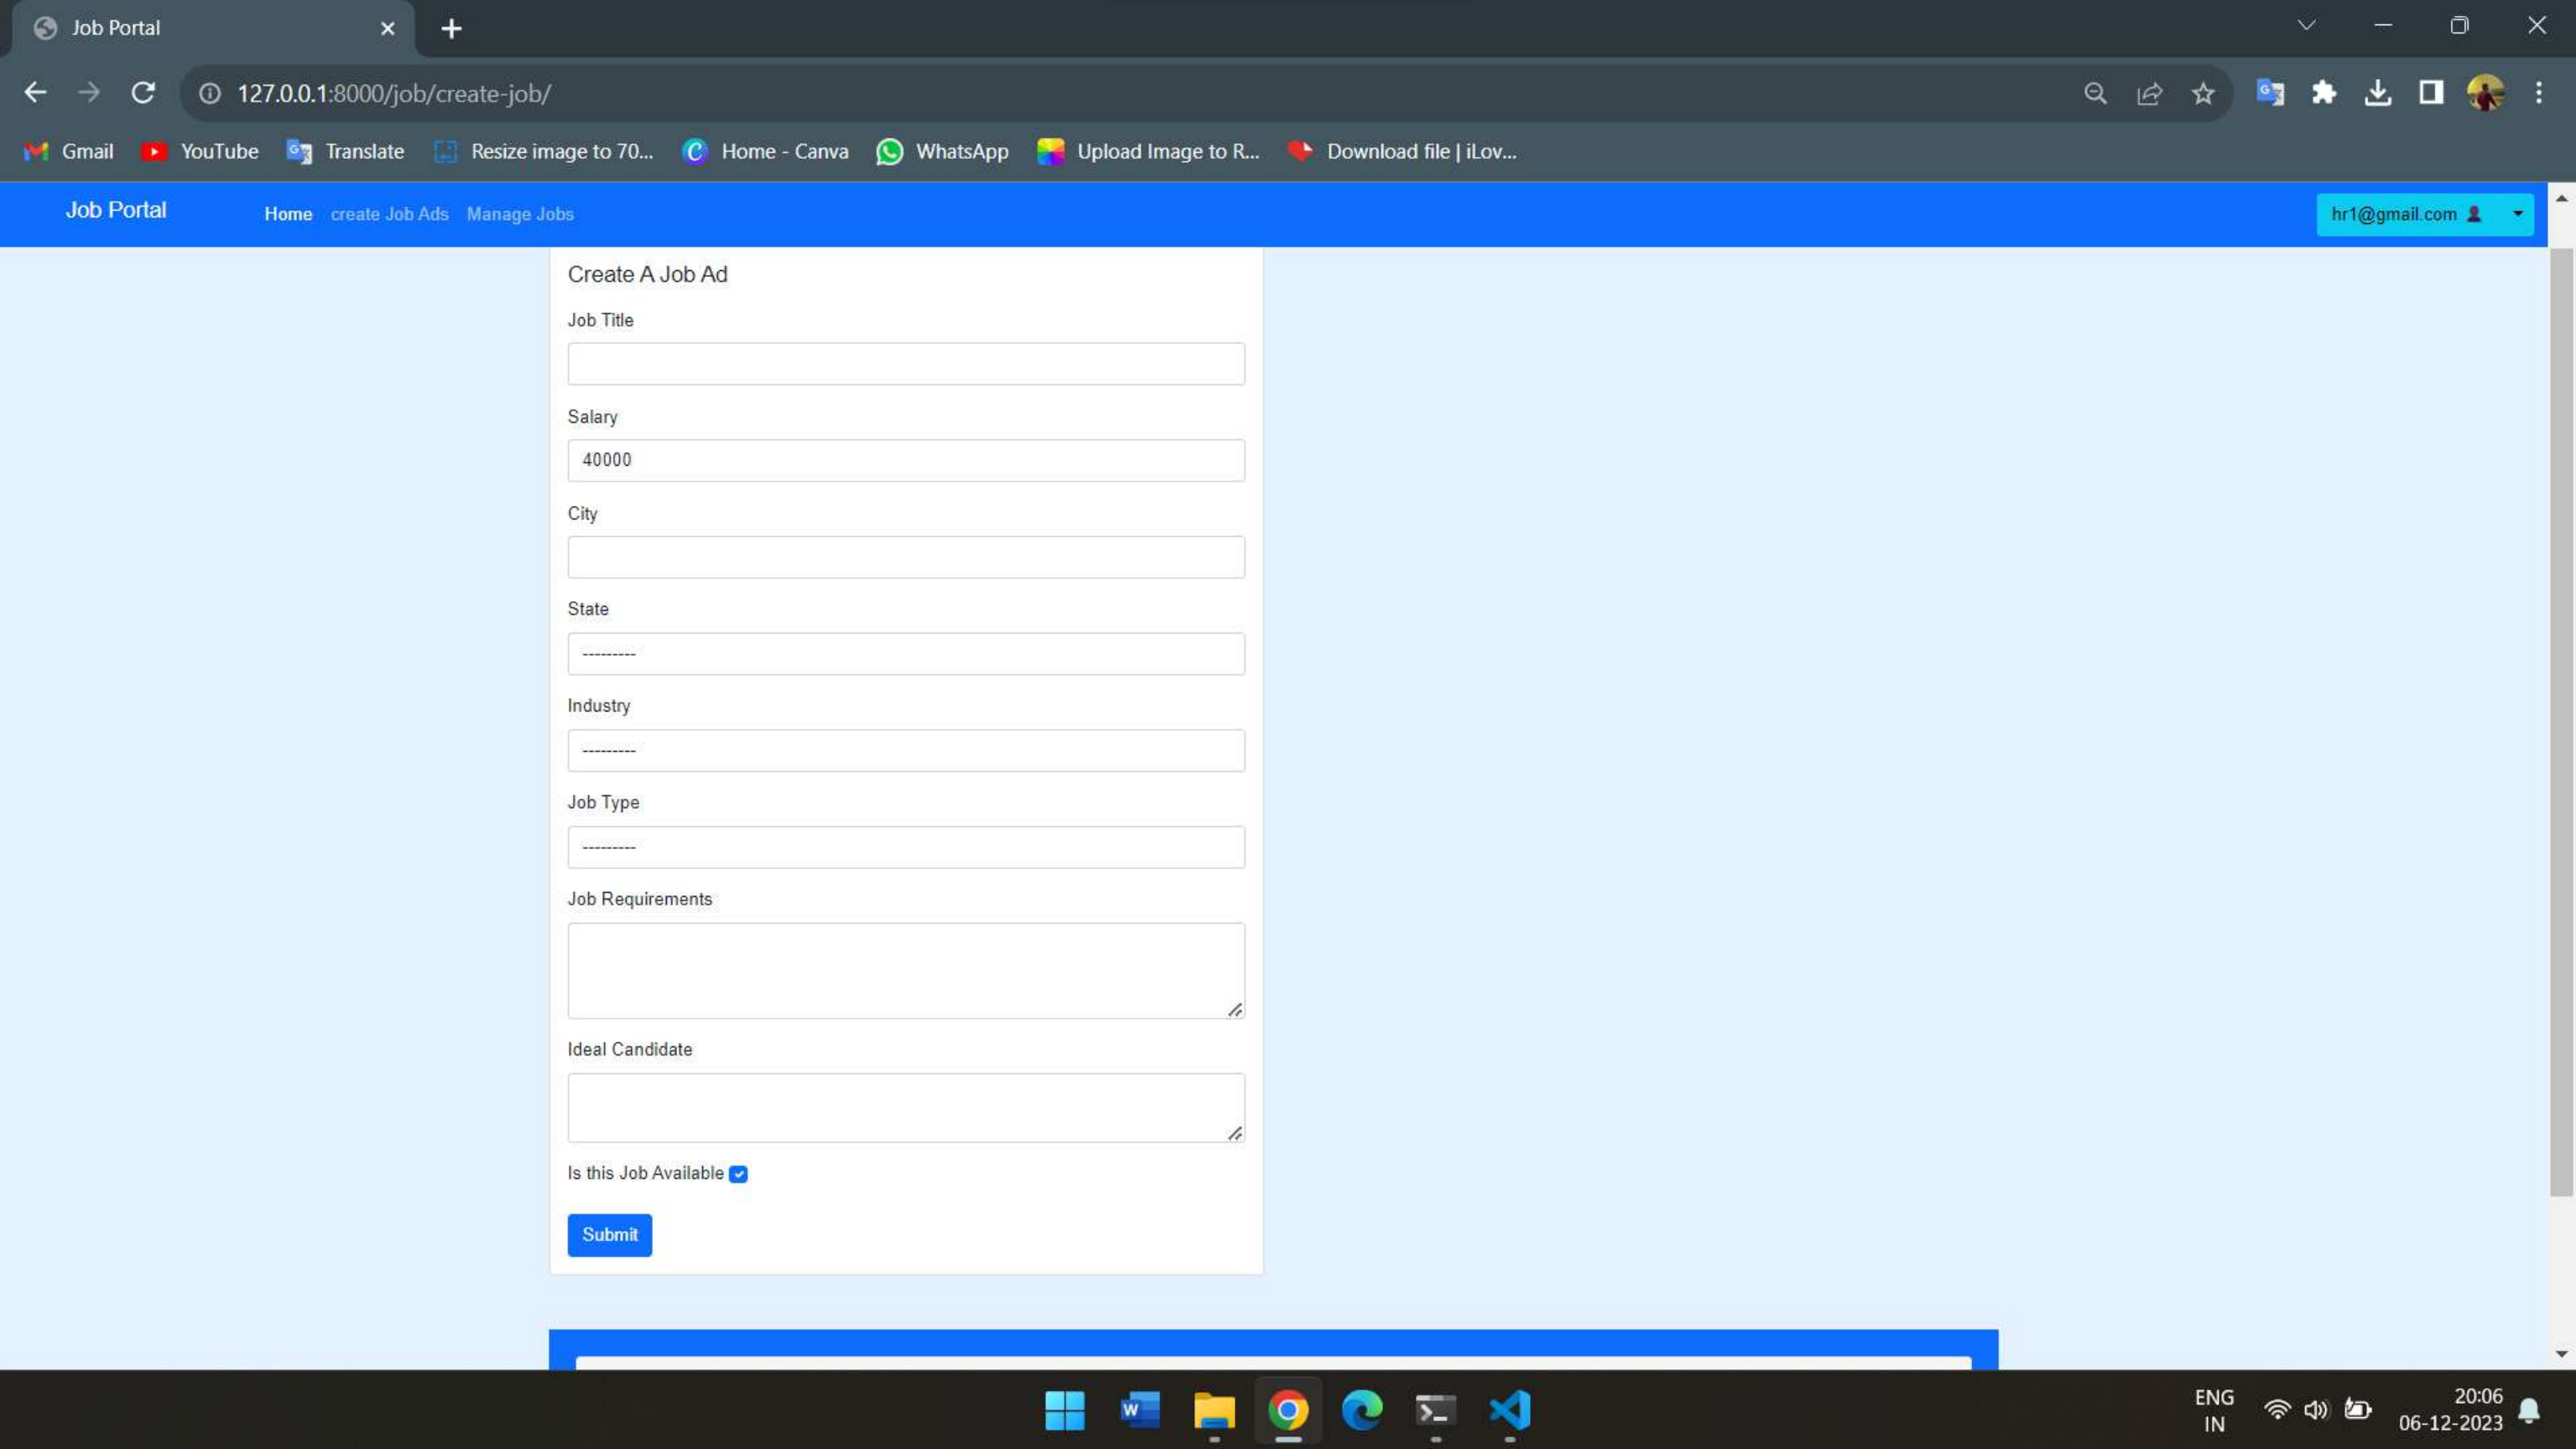 Job Portal
127.0.0.1:8000/job/create-job/
Gmail YouTube Translate Resize image to 70... Home - Canva WhatsApp Upload Image to R... Download file | iLov...
Job Portal Home create Job Ads Manage Jobs hr1@gmail.com
Create A Job Ad
Job Title
Salary
40000
City
State
---------
Industry
---------
Job Type
---------
Job Requirements
Ideal Candidate
Is this Job Available
Submit
ENG 20:06
IN 06-12-2023